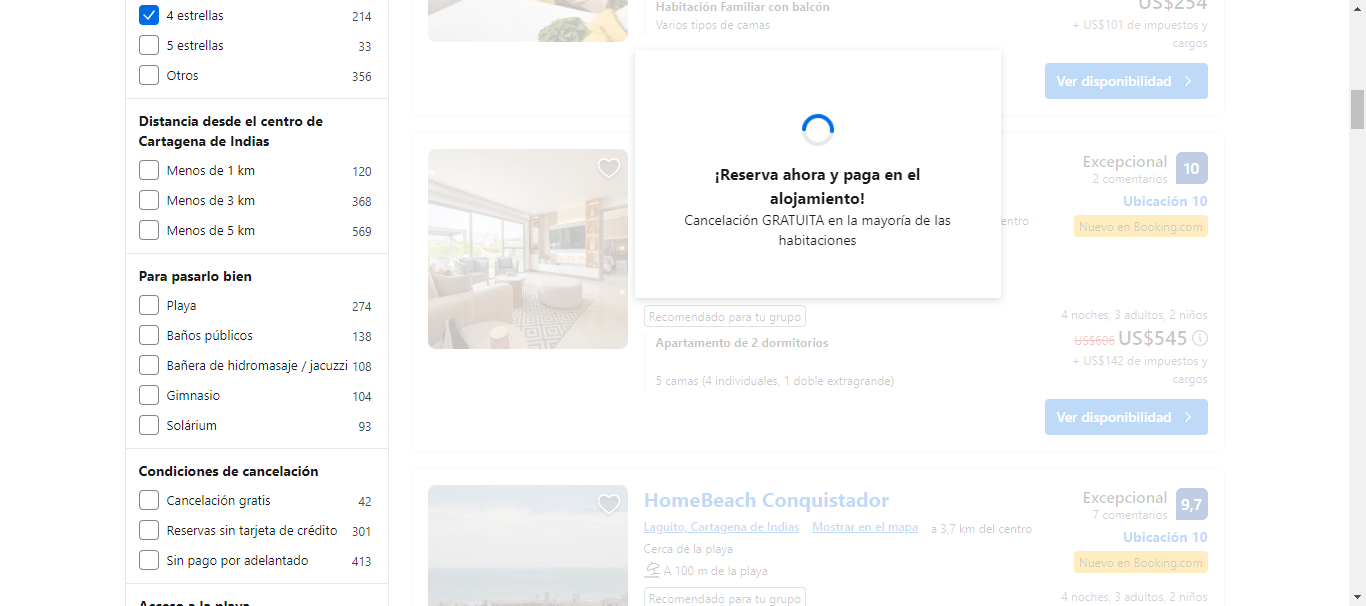 4 estrellas 214
5 estrellas 33
Otros 356
Distancia desde el centro de
Cartagena de Indias
Menos de 1 km 120
Menos de 3 km 368
Menos de 5 km 569
Para pasarlo bien
Playa 274
Baños públicos 138
Bañera de hidromasaje / jacuzzi 108
Gimnasio 104
Solárium 93
Condiciones de cancelación
Cancelación gratis 42
Reservas sin tarjeta de crédito 301
Sin pago por adelantado 413
Acceso a la playa
Habitación Familiar con balcón
Varios tipos de camas
US$254
+ US$101 de impuestos y
cargos
Ver disponibilidad
¡Reserva ahora y paga en el
alojamiento!
Cancelación GRATUITA en la mayoría de las
habitaciones
Excepcional 10
2 comentarios
Ubicación 10
entro
Nuevo en Booking.com
Recomendado para tu grupo
Apartamento de 2 dormitorios
5 camas (4 individuales, 1 doble extragrande)
4 noches, 3 adultos, 2 niños
US$606 US$545
+ US$142 de impuestos y
cargos
Ver disponibilidad
HomeBeach Conquistador
Laguito, Cartagena de Indias Mostrar en el mapa a 3,7 km del centro
Cerca de la playa
A 100 m de la playa
Recomendado para tu grupo
Excepcional 9,7
7 comentarios
Ubicación 10
Nuevo en Booking.com
4 noches, 3 adultos, 2 niños